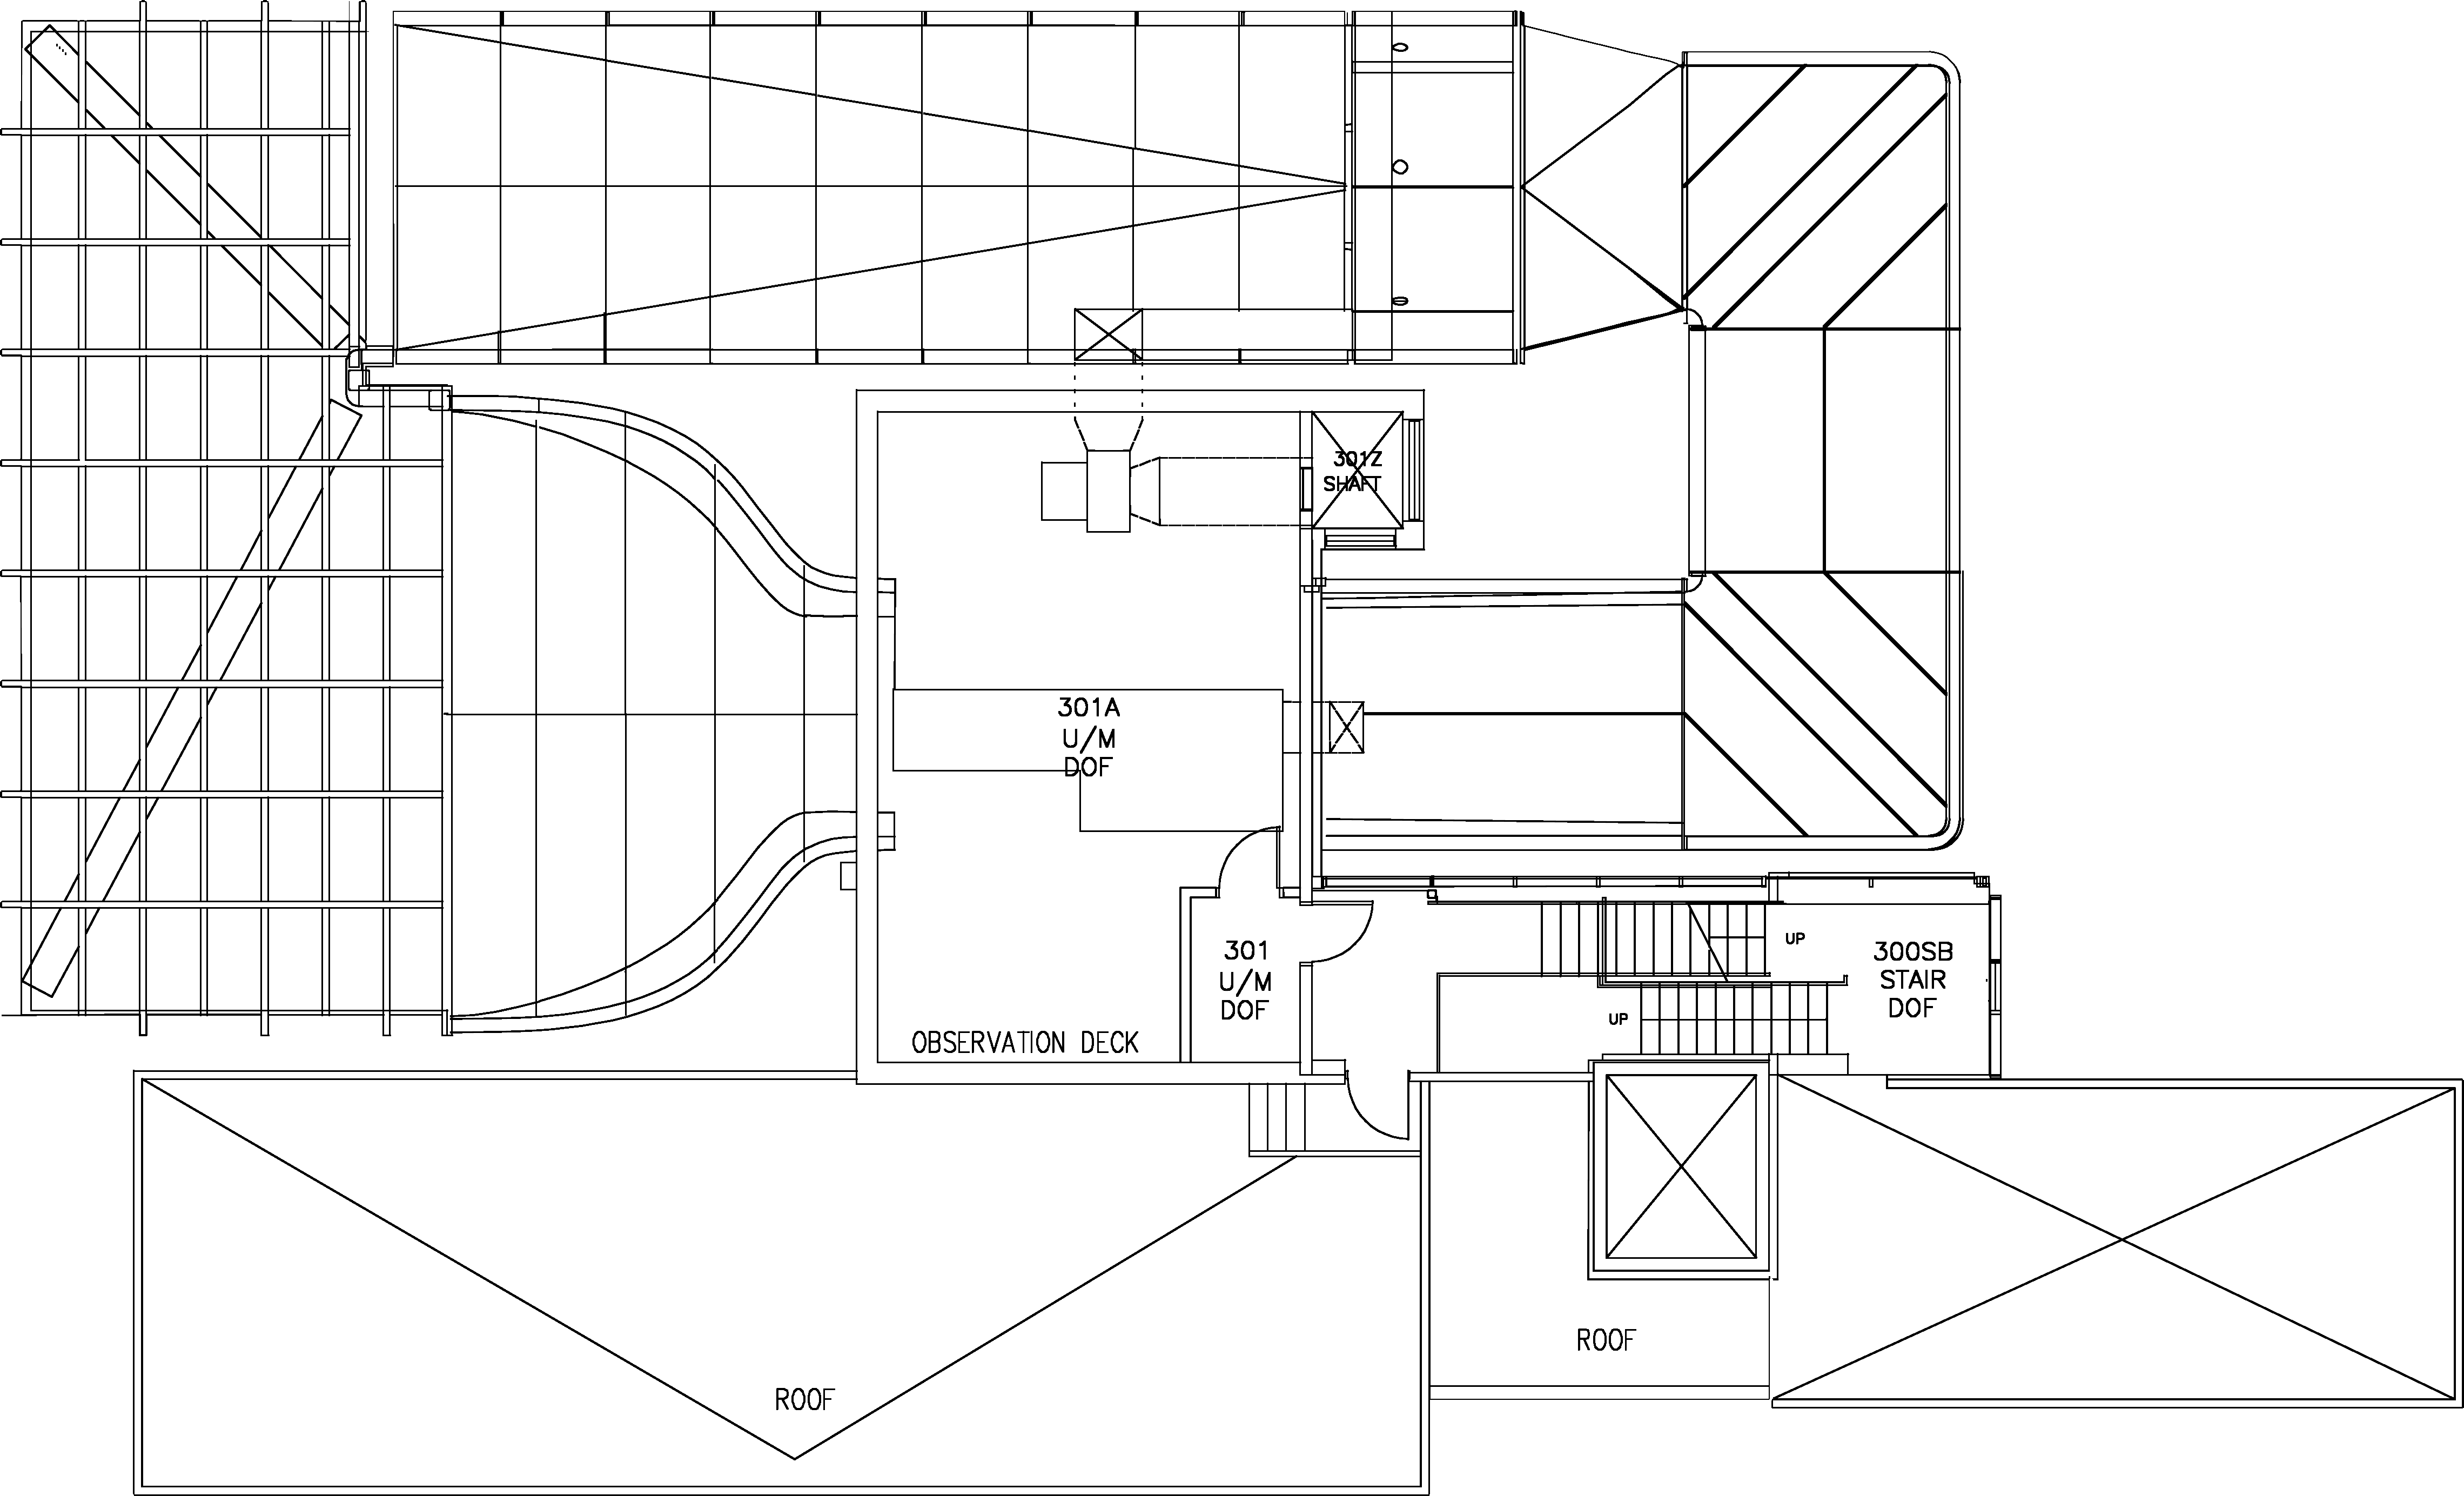 301Z
SHAFT
301A
U/M
DOF
301
U/M
DOF
UP
300SB
STAIR
DOF
UP
OBSERVATION DECK
ROOF
ROOF